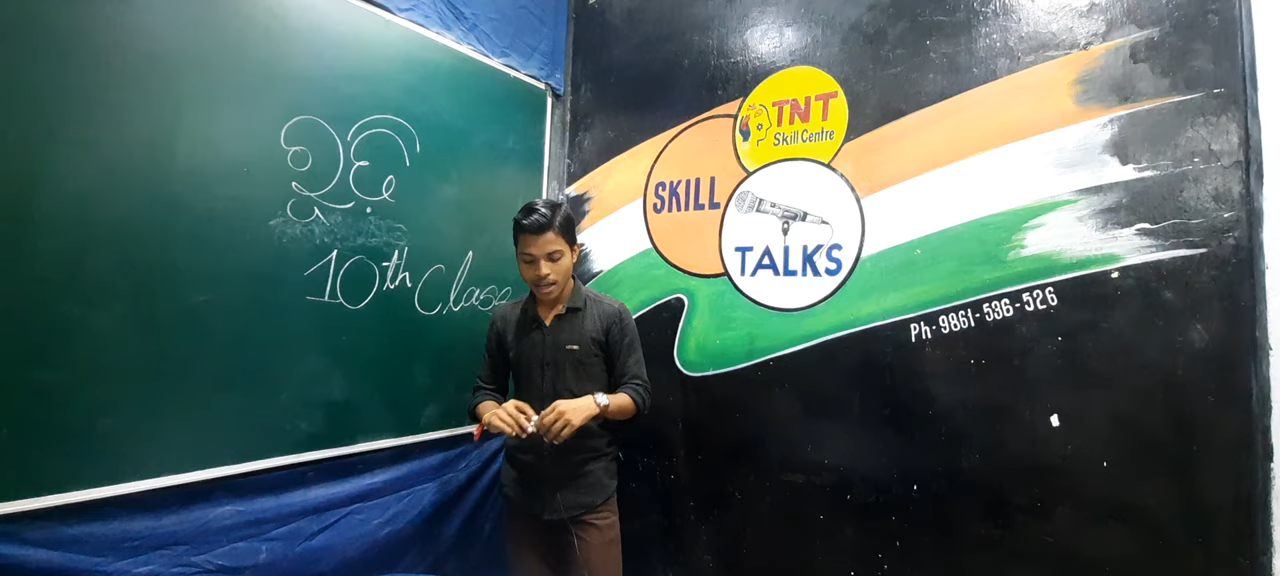 10th Class
TNT
Skill Centre
SKILL
TALKS
Ph-9861-536-526